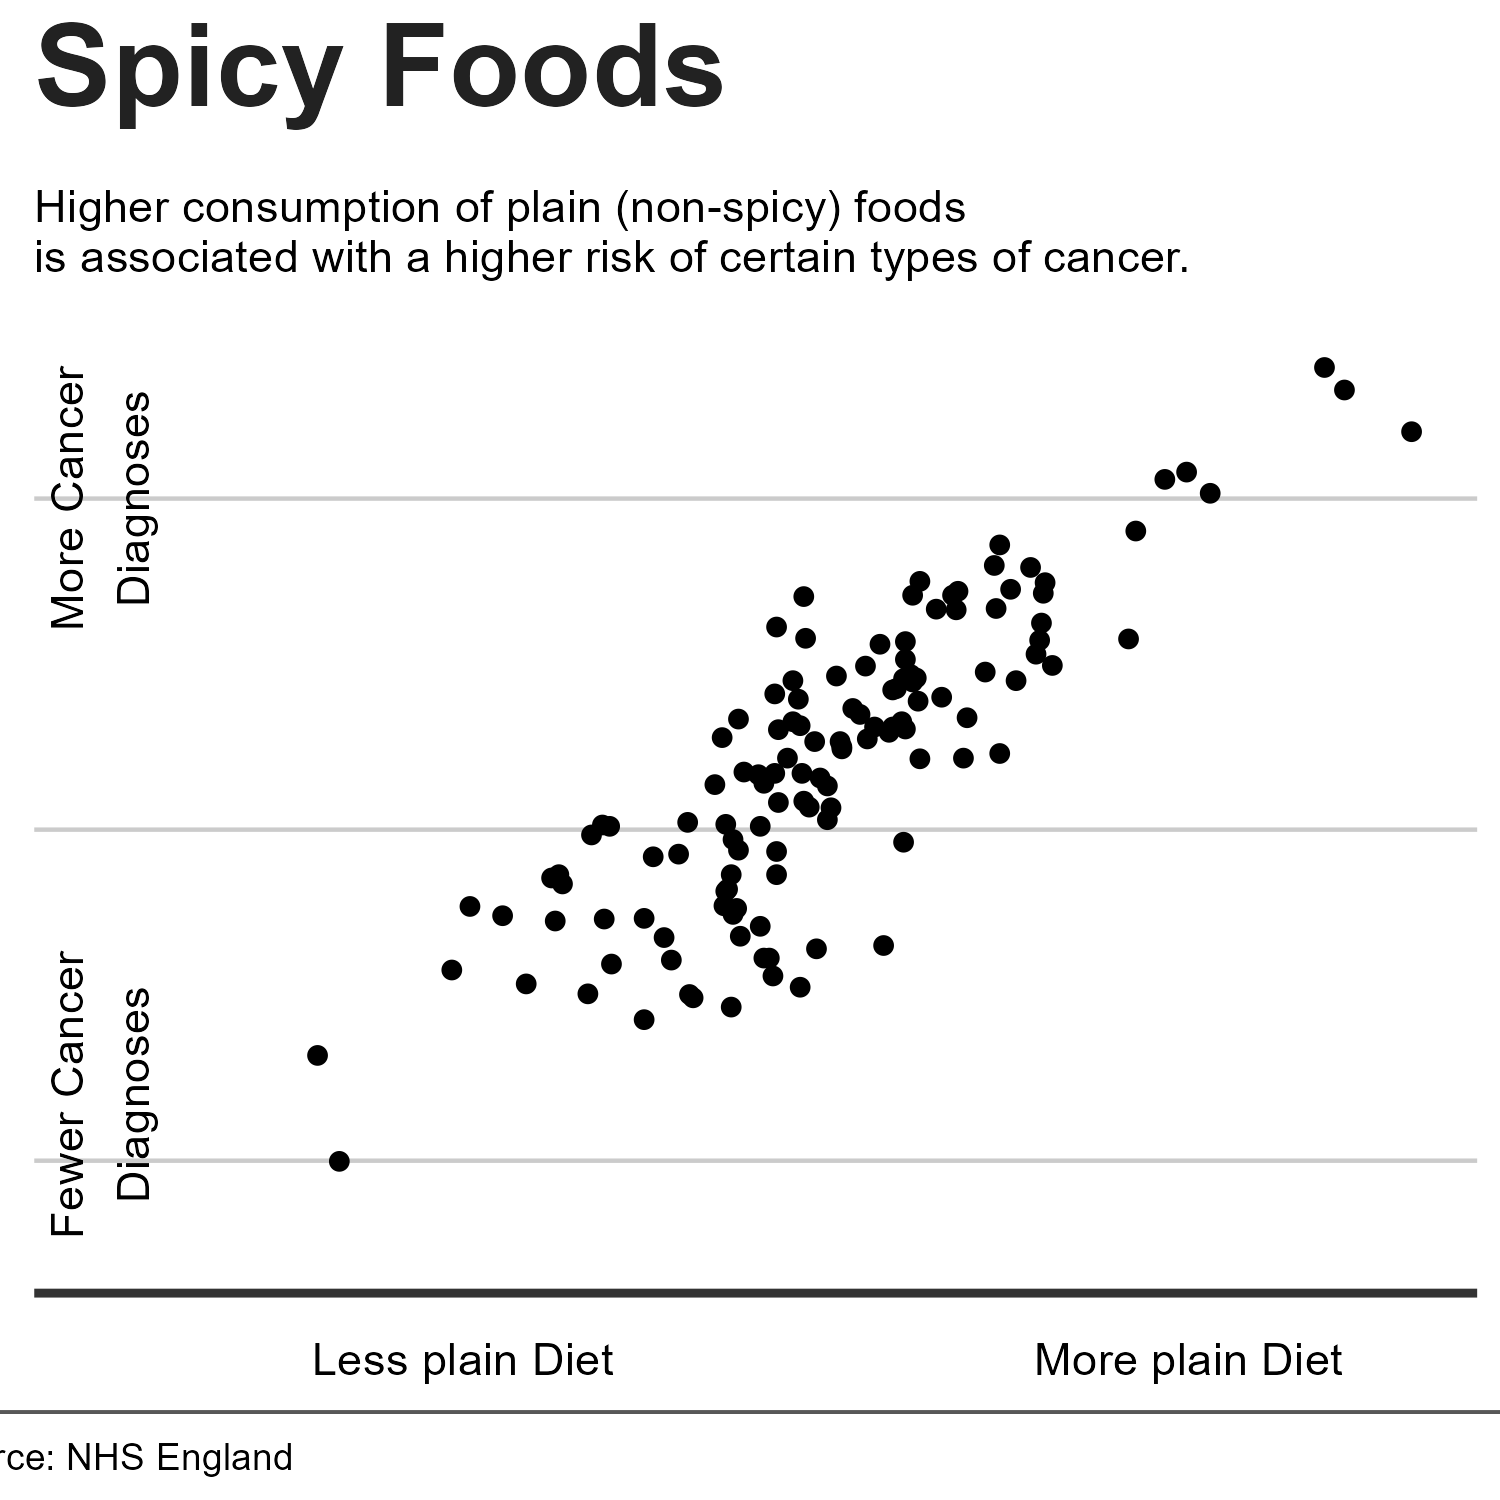 Spicy Foods
Higher consumption of plain (non-spicy) foods
is associated with a higher risk of certain types of cancer.
More Cancer
Diagnoses
Fewer Cancer
Diagnoses
Less plain Diet
More plain Diet
rce: NHS England